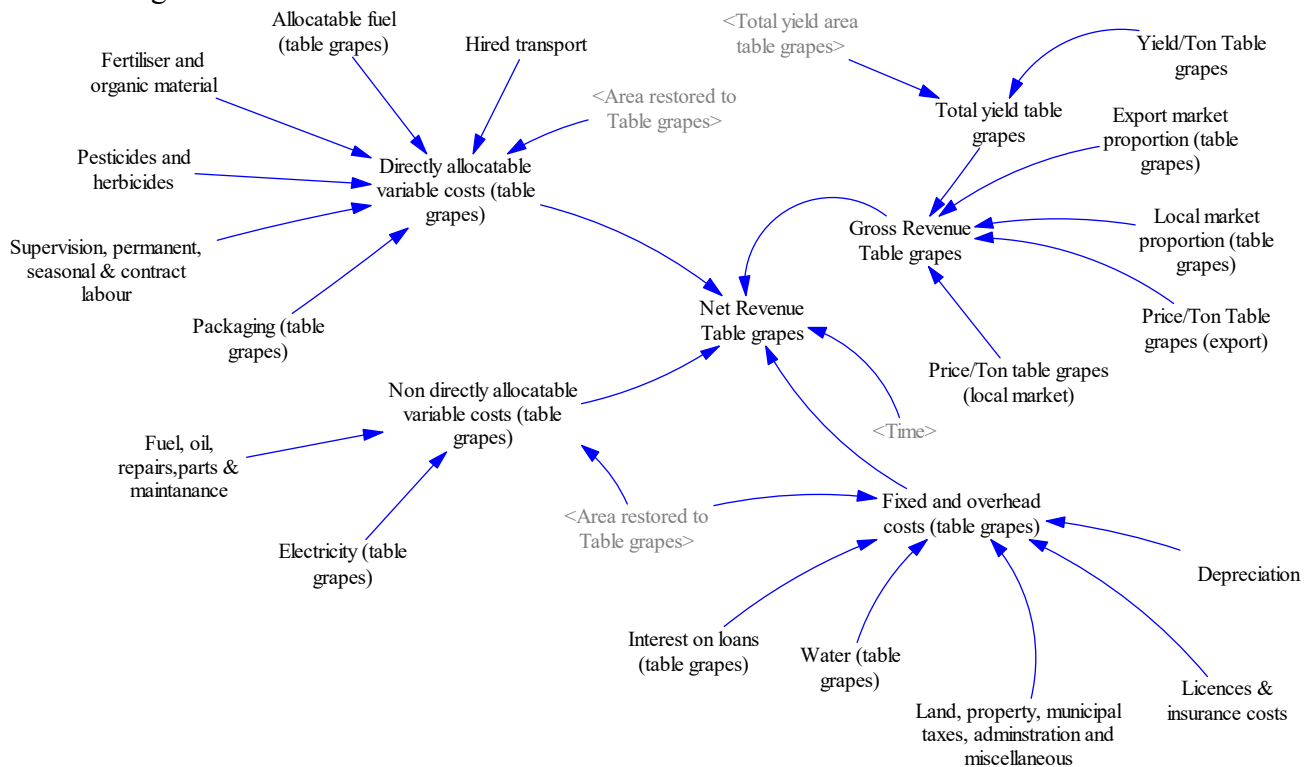 Allocatable fuel
(table grapes)
Hired transport
<Total yield area
table grapes>
Yield/Ton Table
grapes
Fertiliser and
organic material
<Area restored to
Table grapes>
Total yield table
grapes
Export market
proportion (table
grapes)
Pesticides and
herbicides
Directly allocatable
variable costs (table
grapes)
Local market
proportion (table
grapes)
Gross Revenue
Table grapes
Supervision, permanent,
seasonal & contract
labour
Packaging (table
grapes)
Net Revenue
Table grapes
Price/Ton Table
grapes (export)
Price/Ton table grapes
(local market)
Non directly allocatable
variable costs (table
grapes)
<Time>
Fuel, oil,
repairs,parts &
maintanance
<Area restored to
Table grapes>
Fixed and overhead
costs (table grapes)
Electricity (table
grapes)
Depreciation
Interest on loans
(table grapes)
Water (table
grapes)
Licences &
insurance costs
Land, property, municipal
taxes, adminstration and
miscellaneous